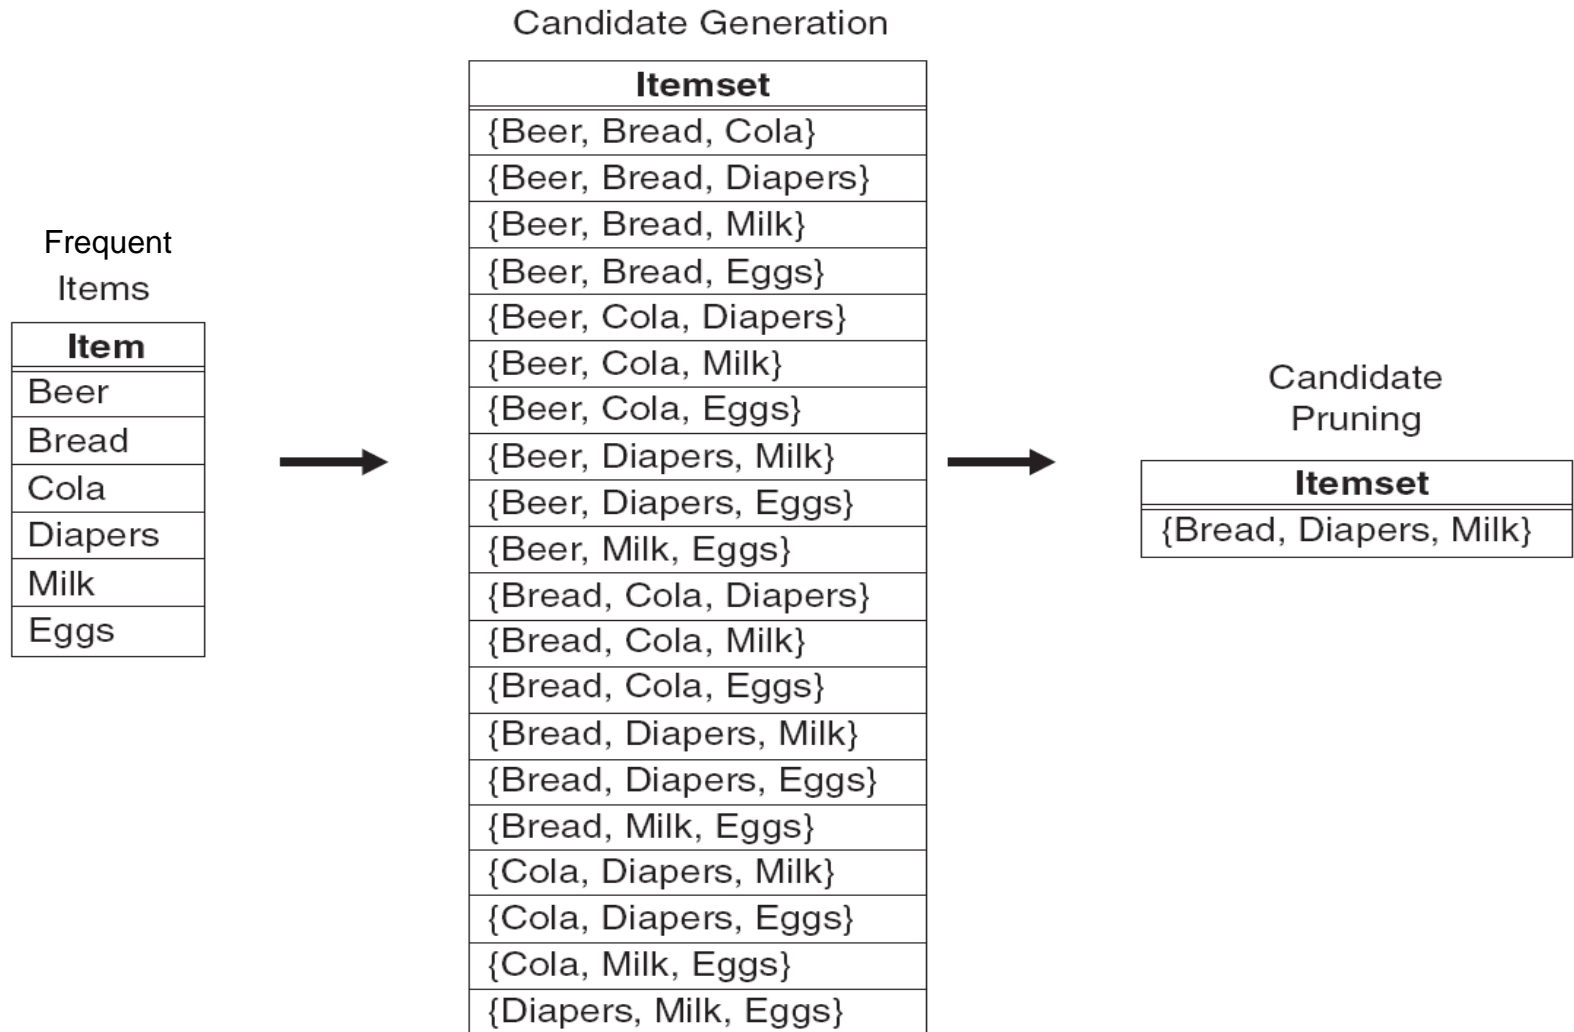 Candidate Generation
Itemset
{Beer, Bread, Cola}
{Beer, Bread, Diapers}
{Beer, Bread, Milk}
{Beer, Bread, Eggs}
{Beer, Cola, Diapers}
{Beer, Cola, Milk}
{Beer, Cola, Eggs}
{Beer, Diapers, Milk}
{Beer, Diapers, Eggs}
{Beer, Milk, Eggs}
{Bread, Cola, Diapers}
{Bread, Cola, Milk}
{Bread, Cola, Eggs}
{Bread, Diapers, Milk}
{Bread, Diapers, Eggs}
{Bread, Milk, Eggs}
{Cola, Diapers, Milk}
{Cola, Diapers, Eggs}
{Cola, Milk, Eggs}
{Diapers, Milk, Eggs}
Frequent
Items
Item
Beer
Bread
Cola
Diapers
Milk
Eggs
Candidate
Pruning
Itemset
{Bread, Diapers, Milk}